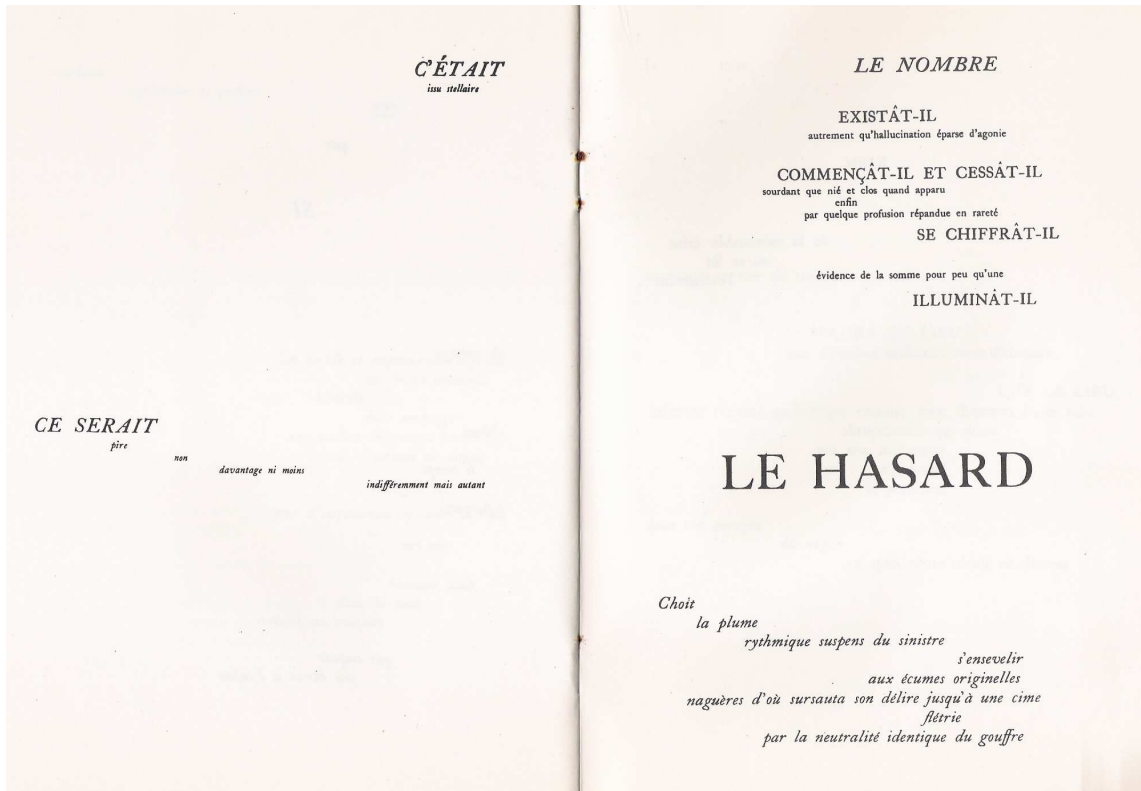 C'ÉTAIT
issu stellaire
CE SERAIT
pire
non
davantage ni moins
indifféremment mais autant
LE NOMBRE
EXISTÂT-IL
autrement qu'hallucination éparse d'agonie
COMMENÇÂT-IL ET CESSÂT-IL
sourdant que nié et clos quand apparu
enfin
par quelque profusion répandue en rareté
SE CHIFFRÂT-IL
évidence de la somme pour peu qu'une
ILLUMINÂT-IL
LE HASARD
Choit
la plume
rythmique suspens du sinistre
s'ensevelir
aux écumes originelles
naguères d'où sursauta son délire jusqu'à une cime
flétrie
par la neutralité identique du gouffre